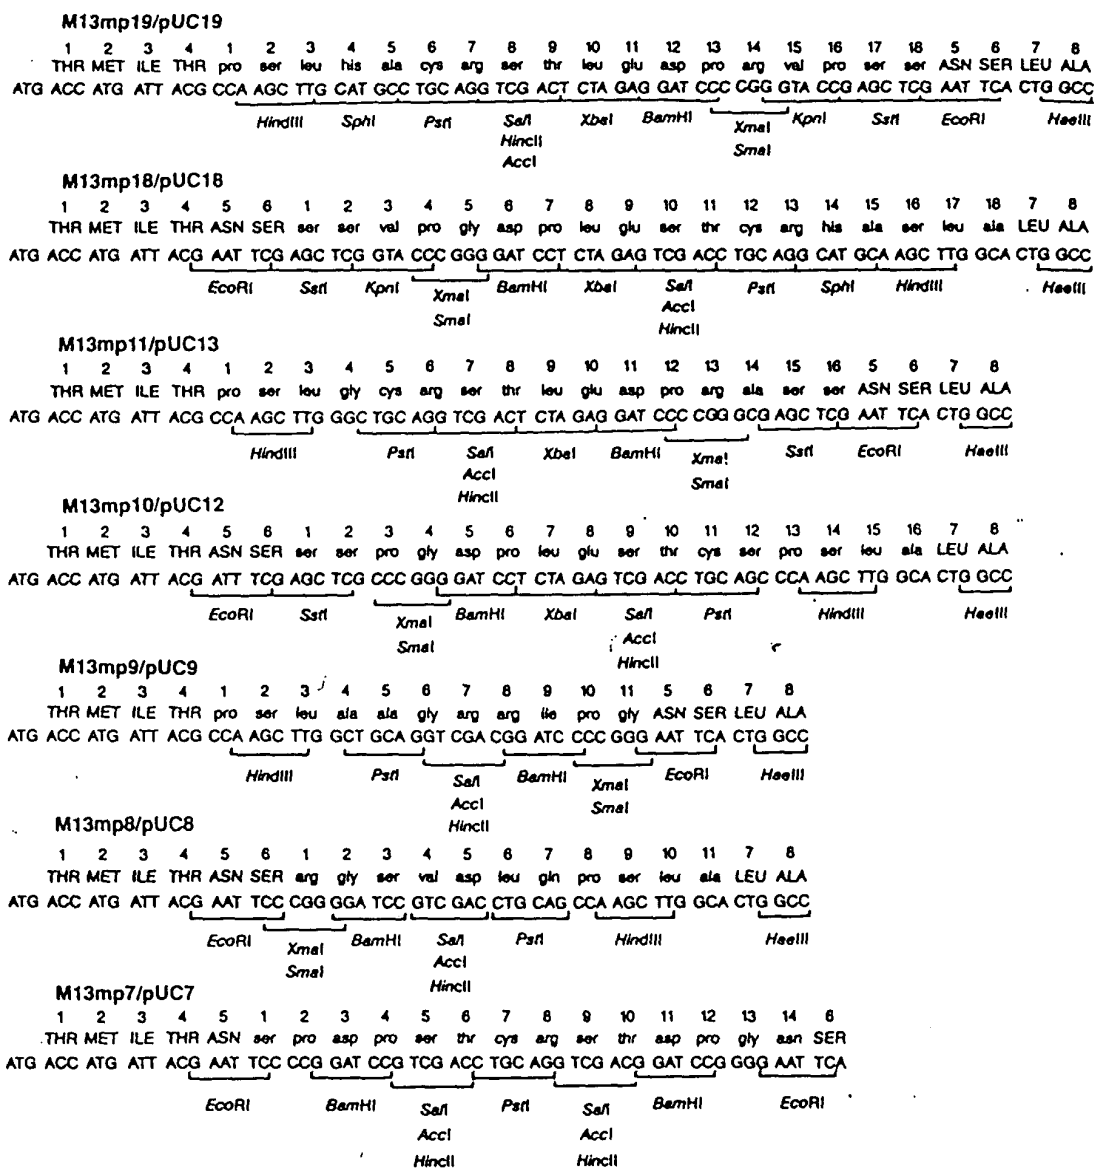 M13mp19/pUC19
1 2 3 4 1 2 3 4 5 6 7 8 9 10 11 12 13 14 15 16 17 18 5 6 7 8
THR MET ILE THR pro ser leu his ala cys arg ser thr leu glu asp pro arg val pro ser ser ASN SER LEU ALA
ATG ACC ATG ATT ACG CCA AGC TTG CAT GCC TGC AGG TCG ACT CTA GAG GAT CCC CGG GTA CCG AGC TCG AAT TCA CTG GCC
HindIII SphI PstI SalI XbaI BamHI XmaI KpnI SstI EcoRI HaeIII
HincII SmaI
AccI
M13mp18/pUC18
1 2 3 4 5 6 1 2 3 4 5 6 7 8 9 10 11 12 13 14 15 16 17 18 7 8
THR MET ILE THR ASN SER ser ser val pro gly asp pro leu glu ser thr cys arg his ala ser leu ala LEU ALA
ATG ACC ATG ATT ACG AAT TCG AGC TCG GTA CCC GGG GAT CCT CTA GAG TCG ACC TGC AGG CAT GCA AGC TTG GCA CTG GCC
EcoRI SstI KpnI XmaI BamHI XbaI SalI PstI SphI HindIII HaeIII
SmaI AccI
HincII
M13mp11/pUC13
1 2 3 4 1 2 3 4 5 6 7 8 9 10 11 12 13 14 15 16 5 6 7 8
THR MET ILE THR pro ser leu gly cys arg ser thr leu glu asp pro arg ala ser ser ASN SER LEU ALA
ATG ACC ATG ATT ACG CCA AGC TTG GGC TGC AGG TCG ACT CTA GAG GAT CCC CGG GCG AGC TCG AAT TCA CTG GCC
HindIII PstI SalI XbaI BamHI XmaI SstI EcoRI HaeIII
AccI SmaI
HincII
M13mp10/pUC12
1 2 3 4 5 6 1 2 3 4 5 6 7 8 9 10 11 12 13 14 15 16 7 8
THR MET ILE THR ASN SER ser ser pro gly asp pro leu glu ser thr cys ser pro ser leu ala LEU ALA
ATG ACC ATG ATT ACG ATT TCG AGC TCG CCC GGG GAT CCT CTA GAG TCG ACC TGC AGC CCA AGC TTG GCA CTG GCC
EcoRI SstI XmaI BamHI XbaI SalI PstI HindIII HaeIII
SmaI AccI
HincII
M13mp9/pUC9
1 2 3 4 1 2 3 4 5 6 7 8 9 10 11 5 6 7 8
THR MET ILE THR pro ser leu ala ala gly arg arg ile pro gly ASN SER LEU ALA
ATG ACC ATG ATT ACG CCA AGC TTG GCT GCA GGT CGA CGG ATC CCC GGG AAT TCA CTG GCC
HindIII PstI SalI BamHI XmaI EcoRI HaeIII
AccI SmaI
HincII
M13mp8/pUC8
1 2 3 4 5 6 1 2 3 4 5 6 7 8 9 10 11 7 8
THR MET ILE THR ASN SER arg gly ser val asp leu gln pro ser leu ala LEU ALA
ATG ACC ATG ATT ACG AAT TCC CGG GGA TCC GTC GAC CTG CAG CCA AGC TTG GCA CTG GCC
EcoRI XmaI BamHI SalI PstI HindIII HaeIII
SmaI AccI
HincII
M13mp7/pUC7
1 2 3 4 5 1 2 3 4 5 6 7 8 9 10 11 12 13 14 6
THR MET ILE THR ASN ser pro asp pro ser thr cys arg ser thr asp pro gly asn SER
ATG ACC ATG ATT ACG AAT TCC CCG GAT CCG TCG ACC TGC AGG TCG ACG GAT CCG GGG AAT TCA
EcoRI BamHI SalI PstI SalI BamHI EcoRI
AccI AccI
HincII HincII